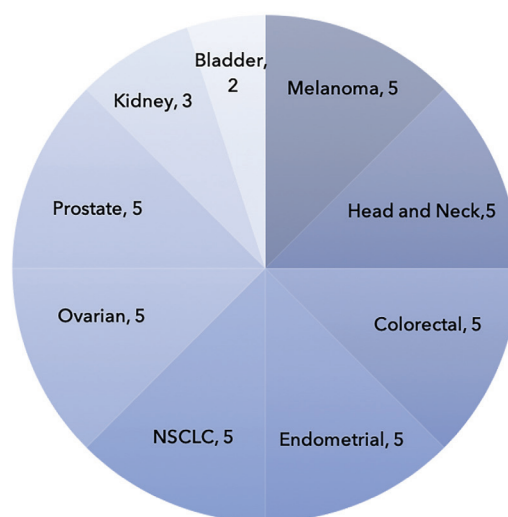 Bladder,
2
Melanoma, 5
Kidney, 3
Prostate, 5
Head and Neck,5
Ovarian, 5
Colorectal, 5
NSCLC, 5
Endometrial, 5